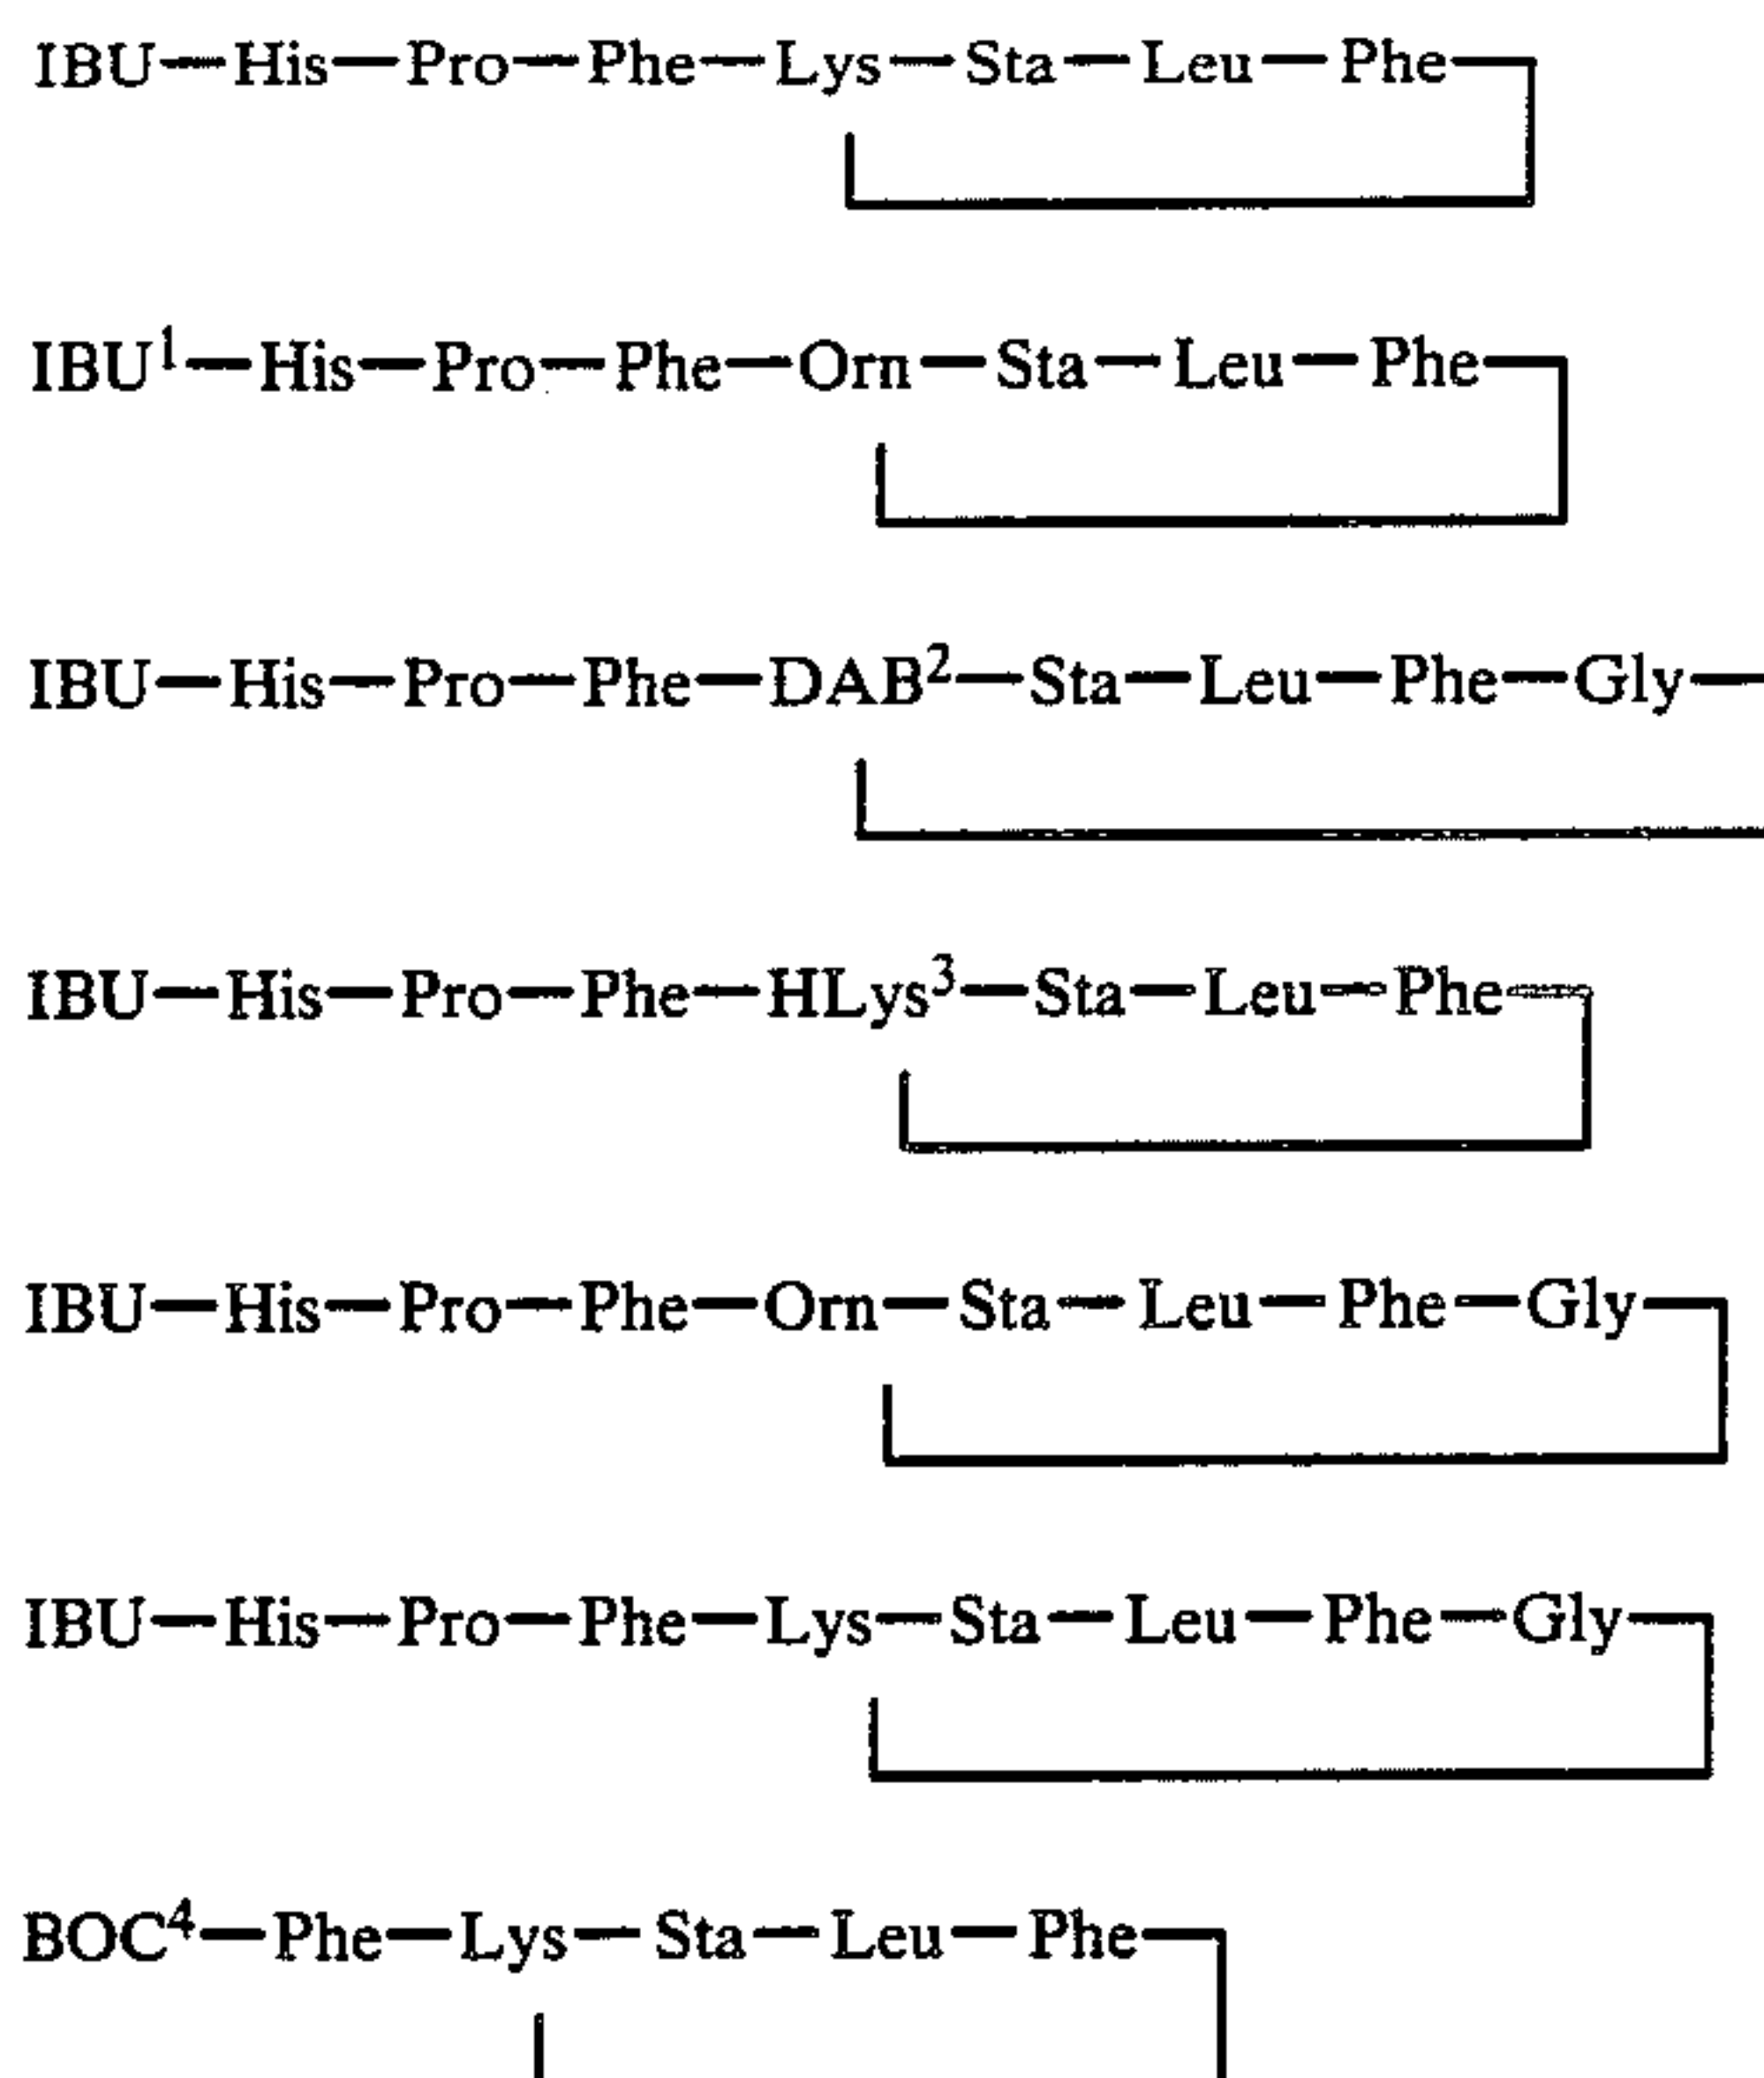 IBU—His—Pro—Phe—Lys—Sta—Leu—Phe
IBU¹—His—Pro—Phe—Orn—Sta—Leu—Phe
IBU—His—Pro—Phe—DAB²—Sta—Leu—Phe—Gly—
IBU—His—Pro—Phe—HLys³—Sta—Leu—Phe
IBU—His—Pro—Phe—Orn—Sta—Leu—Phe—Gly
IBU—His—Pro—Phe—Lys—Sta—Leu—Phe—Gly
BOC⁴—Phe—Lys—Sta—Leu—Phe